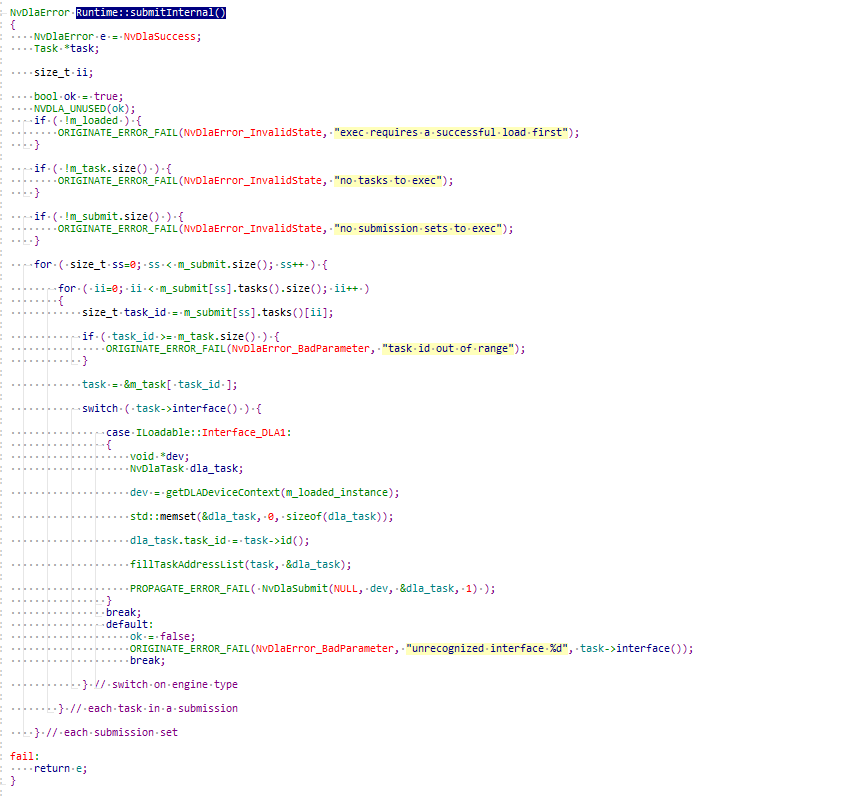 NvDlaError Runtime::submitInternal()
{
    NvDlaError e = NvDlaSuccess;
    Task *task;

    size_t ii;

    bool ok = true;
    NVDLA_UNUSED(ok);
    if ( !m_loaded ) {
        ORIGINATE_ERROR_FAIL(NvDlaError_InvalidState, "exec requires a successful load first");
    }

    if ( !m_task.size() ) {
        ORIGINATE_ERROR_FAIL(NvDlaError_InvalidState, "no tasks to exec");
    }

    if ( !m_submit.size() ) {
        ORIGINATE_ERROR_FAIL(NvDlaError_InvalidState, "no submission sets to exec");
    }

    for ( size_t ss=0; ss < m_submit.size(); ss++ ) {

        for ( ii=0; ii < m_submit[ss].tasks().size(); ii++ )
        {
            size_t task_id = m_submit[ss].tasks()[ii];

            if ( task_id >= m_task.size() ) {
                ORIGINATE_ERROR_FAIL(NvDlaError_BadParameter, "task id out of range");
            }

            task = &m_task[ task_id ];

            switch ( task->interface() ) {

                case ILoadable::Interface_DLA1:
                {
                    void *dev;
                    NvDlaTask dla_task;

                    dev = getDLADeviceContext(m_loaded_instance);

                    std::memset(&dla_task, 0, sizeof(dla_task));

                    dla_task.task_id = task->id();

                    fillTaskAddressList(task, &dla_task);

                    PROPAGATE_ERROR_FAIL( NvDlaSubmit(NULL, dev, &dla_task, 1) );
                }
                break;
                default:
                    ok = false;
                    ORIGINATE_ERROR_FAIL(NvDlaError_BadParameter, "unrecognized interface %d", task->interface());
                    break;

            } // switch on engine type

        } // each task in a submission

    } // each submission set

fail:
    return e;
}